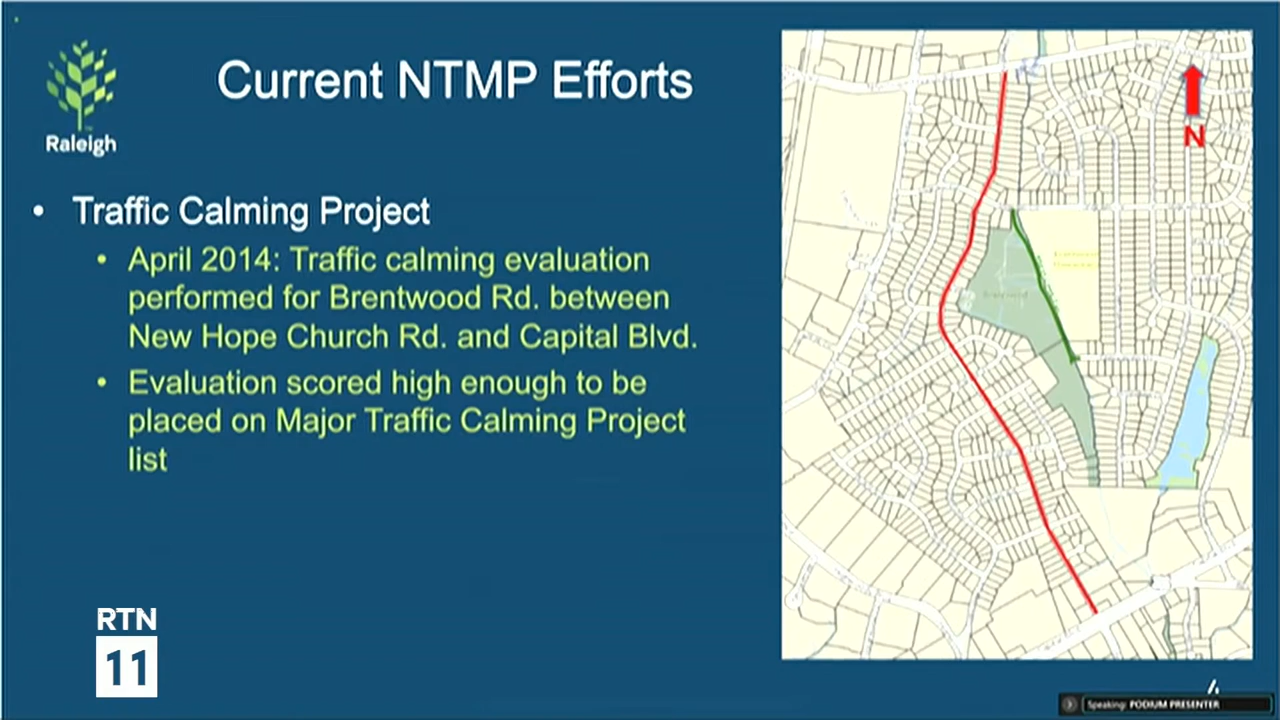 Current NTMP Efforts
Raleigh
• Traffic Calming Project
• April 2014: Traffic calming evaluation
performed for Brentwood Rd. between
New Hope Church Rd. and Capital Blvd.
• Evaluation scored high enough to be
placed on Major Traffic Calming Project
list
N
RTN
11
Speaking: PODIUM PRESENTER